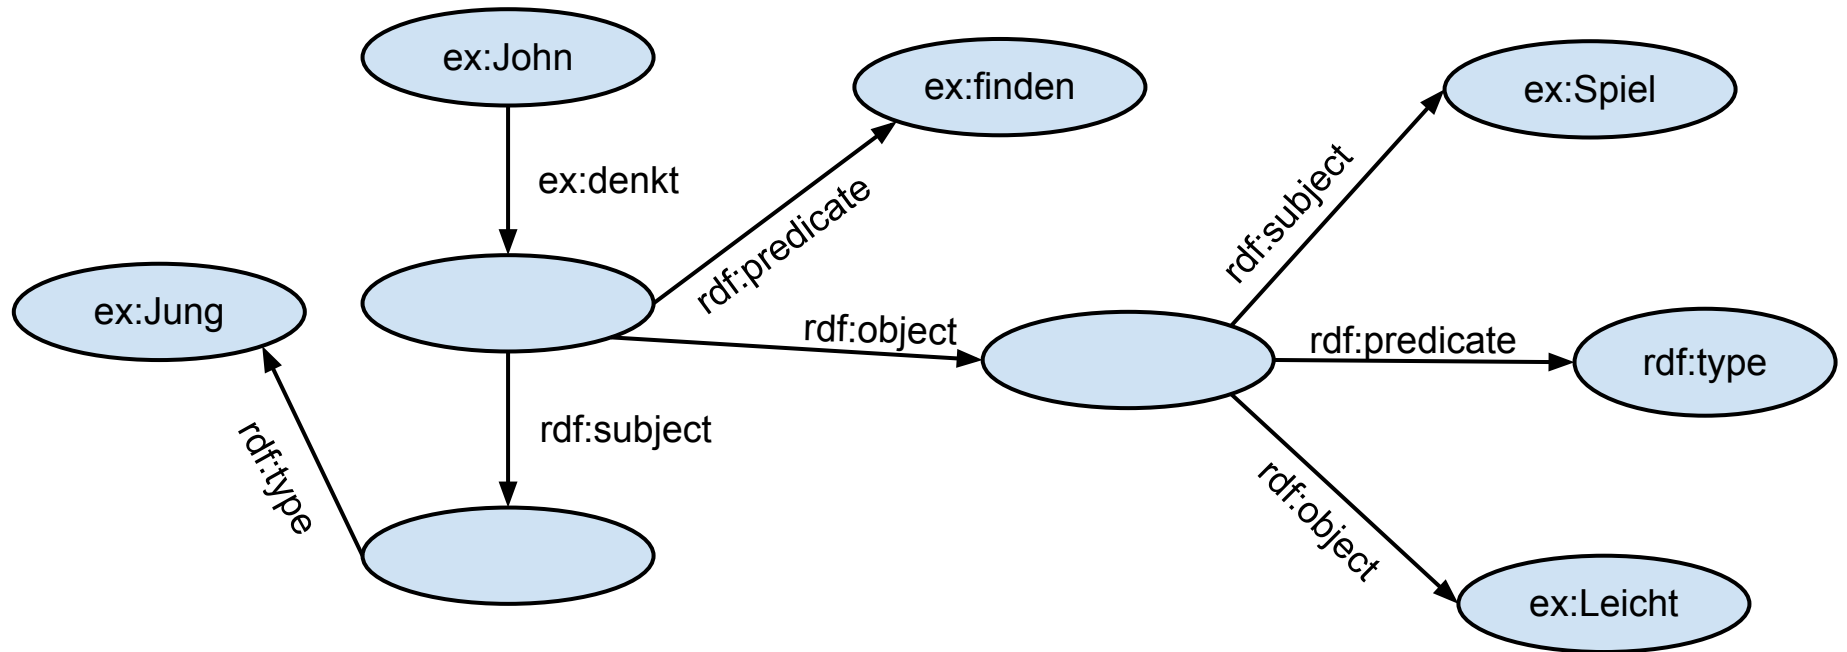 ex:John
ex:finden
ex:Spiel
ex:denkt
rdf:predicate
rdf:subject
ex:Jung
rdf:object
rdf:predicate
rdf:type
rdf:type
rdf:subject
rdf:object
ex:Leicht